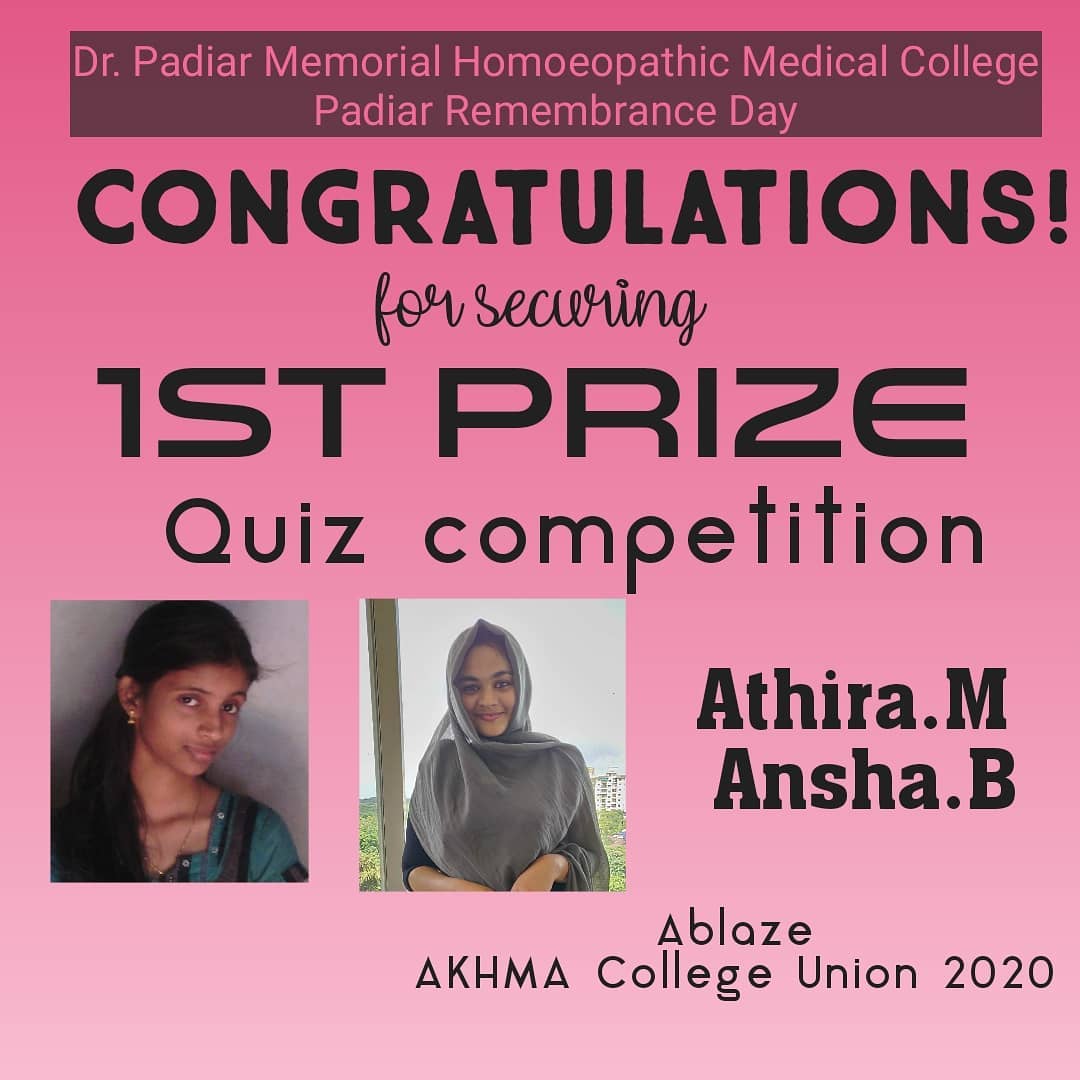 Dr. Padiar Memorial Homoeopathic Medical College
Padiar Remembrance Day
CONGRATULATIONS!
for securing
1ST PRIZE
Quiz competition
Athira.M
Ansha.B
Ablaze
AKHMA College Union 2020